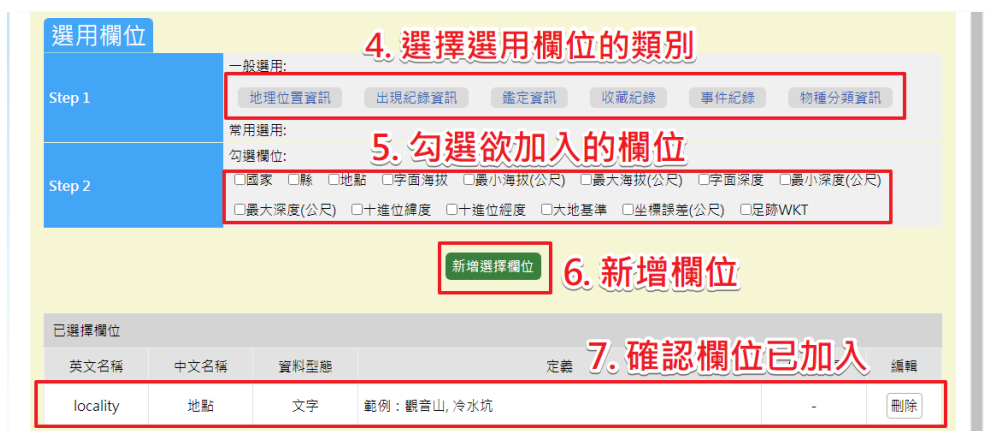 選用欄位
4. 選擇選用欄位的類別
一般選用:
Step 1
地理位置資訊 出現紀錄資訊 鑑定資訊 收藏紀錄 事件紀錄 物種分類資訊
常用選用:
5. 勾選欲加入的欄位
勾選欄位:
Step 2
國家 縣 地點 字面海拔 最小海拔(公尺) 最大海拔(公尺) 字面深度 最小深度(公尺)
最大深度(公尺) 十進位緯度 十進位經度 大地基準 坐標誤差(公尺) 足跡WKT
新增選擇欄位
6. 新增欄位
已選擇欄位
7. 確認欄位已加入
英文名稱 中文名稱 資料型態 定義 編輯
locality 地點 文字 範例：觀音山, 冷水坑 - 刪除